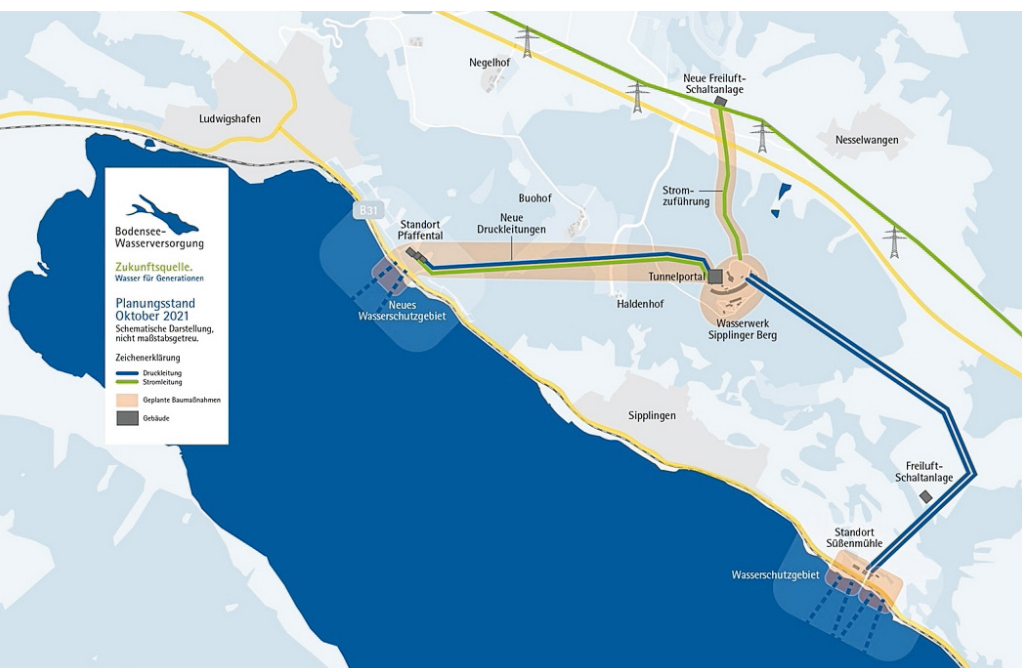 Negelhof
Neue Freiluft-
Schaltanlage
Ludwigshafen
Nesselwangen
Strom-
zuführung
Buohof
B31
Standort
Pfaffental
Neue
Druckleitungen
Bodensee-
Wasserversorgung
Zukunftsquelle.
Wasser für Generationen
Planungsstand
Oktober 2021
Schematische Darstellung,
nicht maßstabsgetreu.
Zeichenerklärung
Druckleitung
Stromleitung
Geplante Baumaßnahmen
Gebäude
Tunnelportal
Neues
Wasserschutzgebiet
Haldenhof
Wasserwerk
Sipplinger Berg
Sipplingen
Freiluft-
Schaltanlage
Standort
Süßenmühle
Wasserschutzgebiet